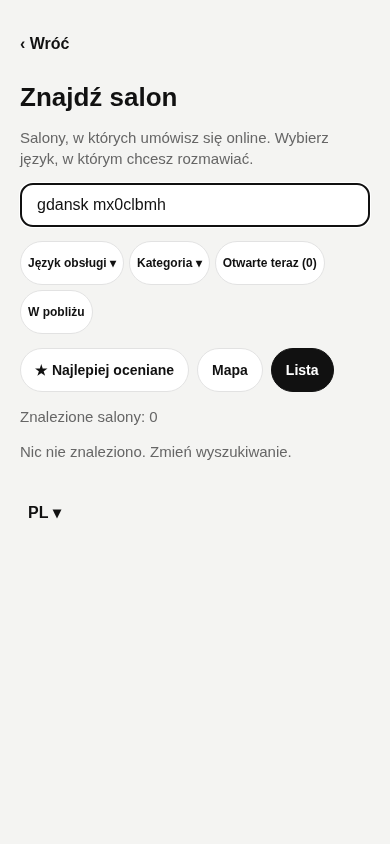 ‹ Wróć
Znajdź salon
Salony, w których umówisz się online. Wybierz
język, w którym chcesz rozmawiać.
gdansk mx0clbmh
Język obsługi ▾ Kategoria ▾ Otwarte teraz (0)
W pobliżu
★ Najlepiej oceniane Mapa Lista
Znalezione salony: 0
Nic nie znaleziono. Zmień wyszukiwanie.
PL ▾